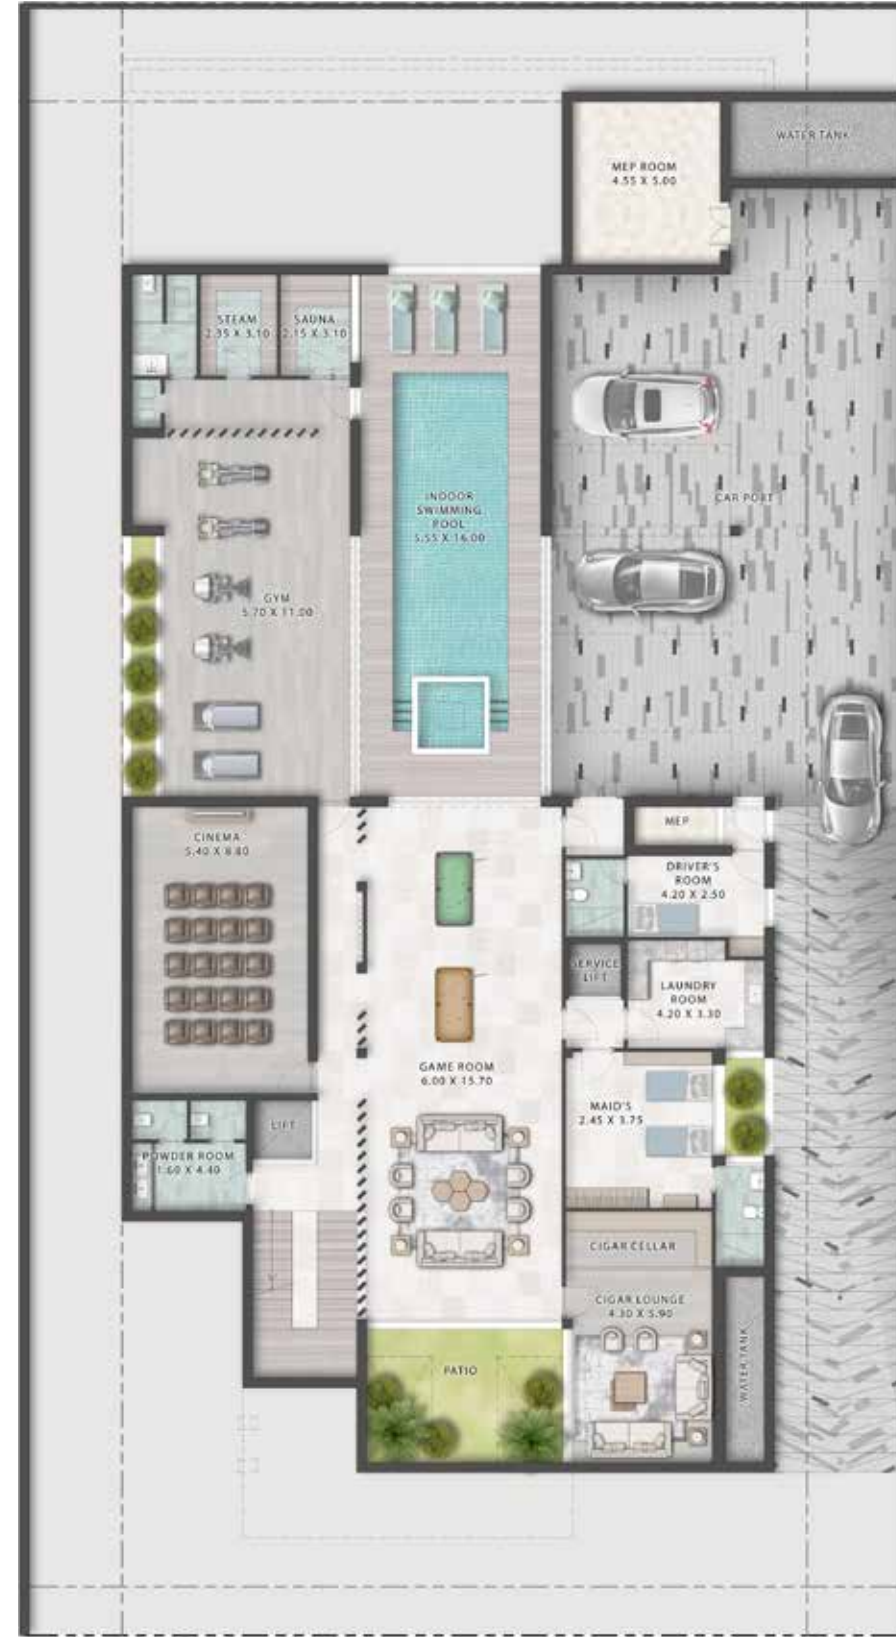 WATER TANK
MEP ROOM
4.55 X 5.00
STEAM
2.35 X 3.10
SAUNA
2.15 X 3.10
INDOOR
SWIMMING
POOL
5.55 X 16.00
CAR PORT
GYM
5.70 X 11.00
CINEMA
5.40 X 8.80
MEP
DRIVER'S
ROOM
4.20 X 2.50
SERVICE
LIFT
LAUNDRY
ROOM
4.20 X 3.30
GAME ROOM
6.00 X 15.70
MAID'S
2.45 X 3.75
LIFT
POWDER ROOM
1.60 X 4.40
CIGAR CELLAR
CIGAR LOUNGE
4.30 X 5.90
PATIO
WATER TANK